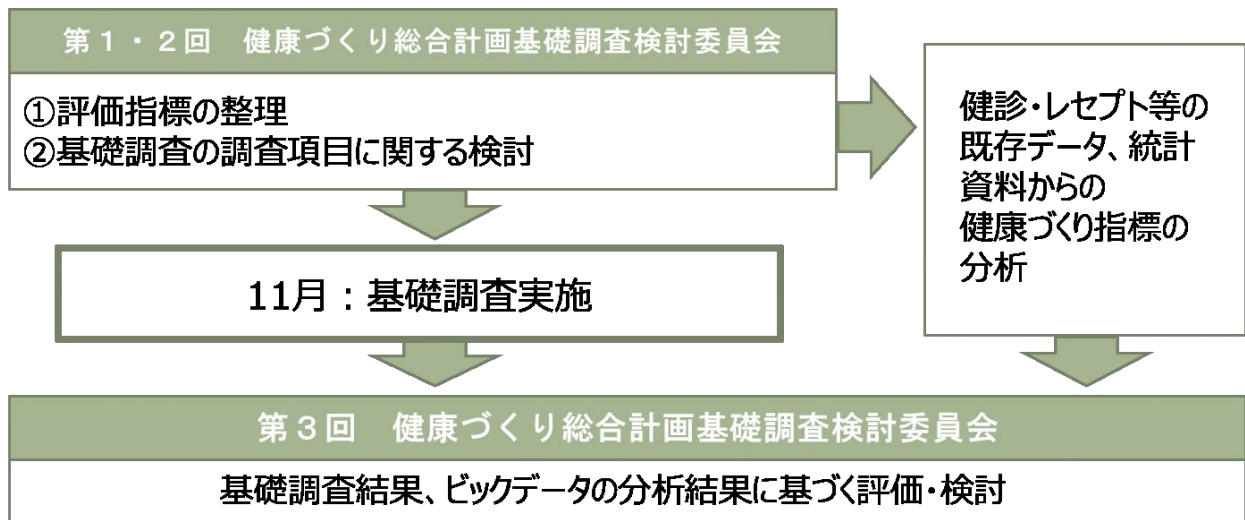 第１・２回　健康づくり総合計画基礎調査検討委員会
①評価指標の整理
②基礎調査の調査項目に関する検討
健診・レセプト等の
既存データ、統計
資料からの
健康づくり指標の
分析
11月：基礎調査実施
第３回　健康づくり総合計画基礎調査検討委員会
基礎調査結果、ビックデータの分析結果に基づく評価・検討